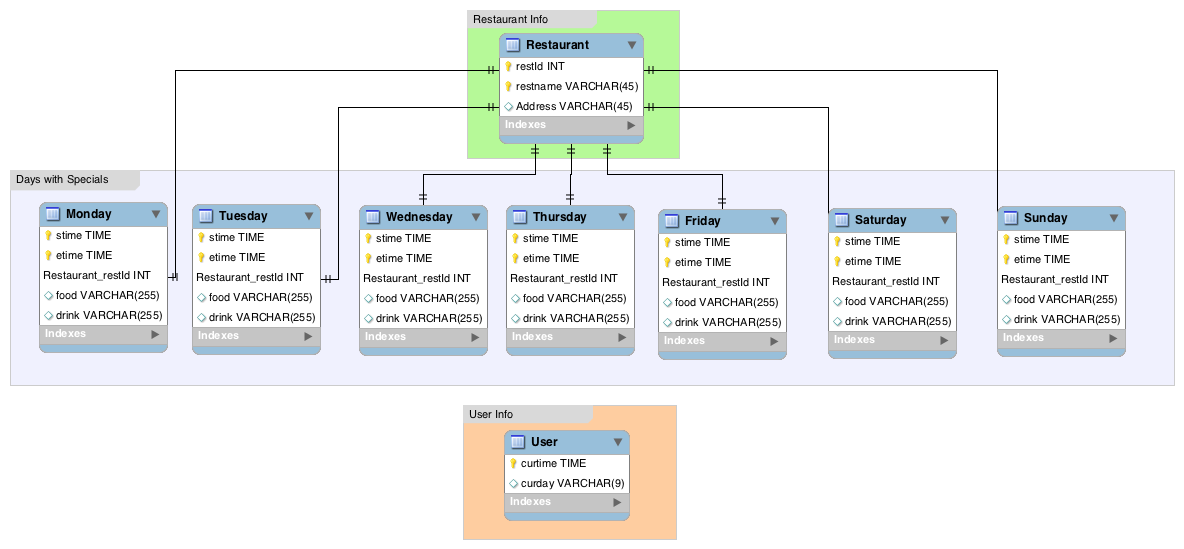 Restaurant Info
Restaurant
restId INT
restname VARCHAR(45)
Address VARCHAR(45)
Indexes
Days with Specials
Monday
stime TIME
etime TIME
Restaurant_restId INT
food VARCHAR(255)
drink VARCHAR(255)
Indexes
Tuesday
stime TIME
etime TIME
Restaurant_restId INT
food VARCHAR(255)
drink VARCHAR(255)
Indexes
Wednesday
stime TIME
etime TIME
Restaurant_restId INT
food VARCHAR(255)
drink VARCHAR(255)
Indexes
Thursday
stime TIME
etime TIME
Restaurant_restId INT
food VARCHAR(255)
drink VARCHAR(255)
Indexes
Friday
stime TIME
etime TIME
Restaurant_restId INT
food VARCHAR(255)
drink VARCHAR(255)
Indexes
Saturday
stime TIME
etime TIME
Restaurant_restId INT
food VARCHAR(255)
drink VARCHAR(255)
Indexes
Sunday
stime TIME
etime TIME
Restaurant_restId INT
food VARCHAR(255)
drink VARCHAR(255)
Indexes
User Info
User
curtime TIME
curday VARCHAR(9)
Indexes